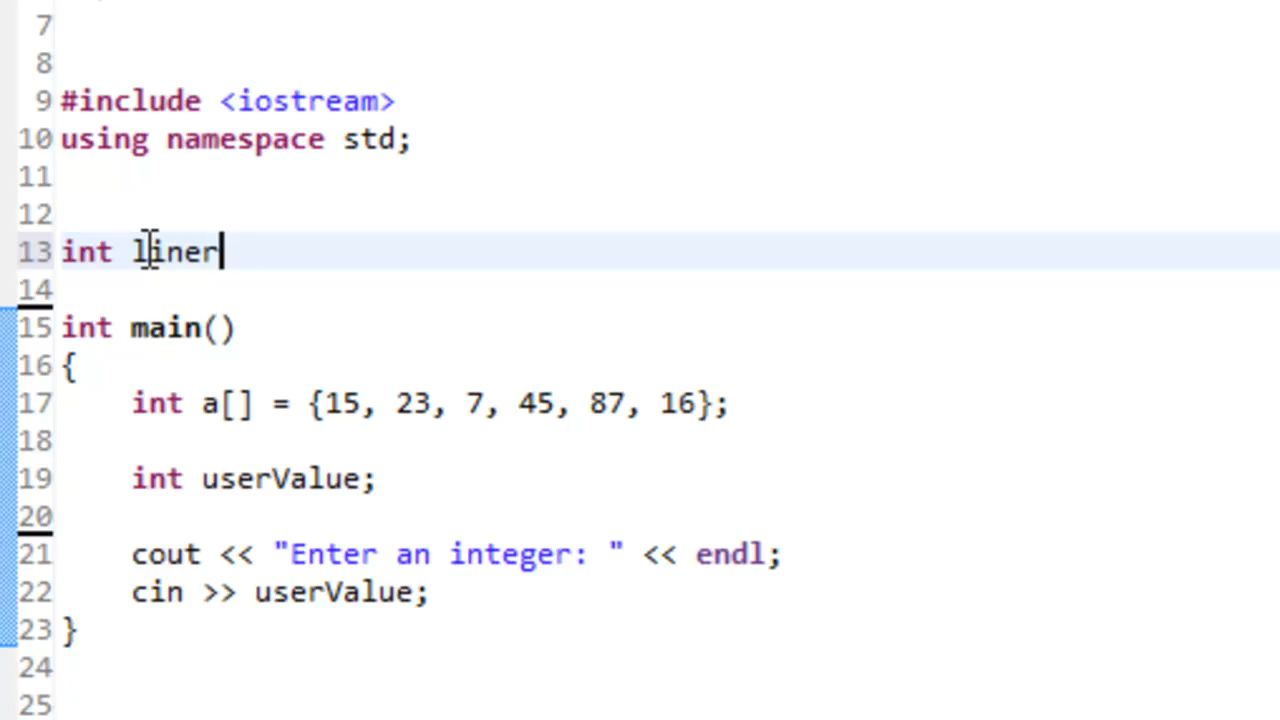 7
8
9 #include <iostream>
10 using namespace std;
11
12
13 int liner
14
15 int main()
16 {
17     int a[] = {15, 23, 7, 45, 87, 16};
18
19     int userValue;
20
21     cout << "Enter an integer: " << endl;
22     cin >> userValue;
23 }
24
25